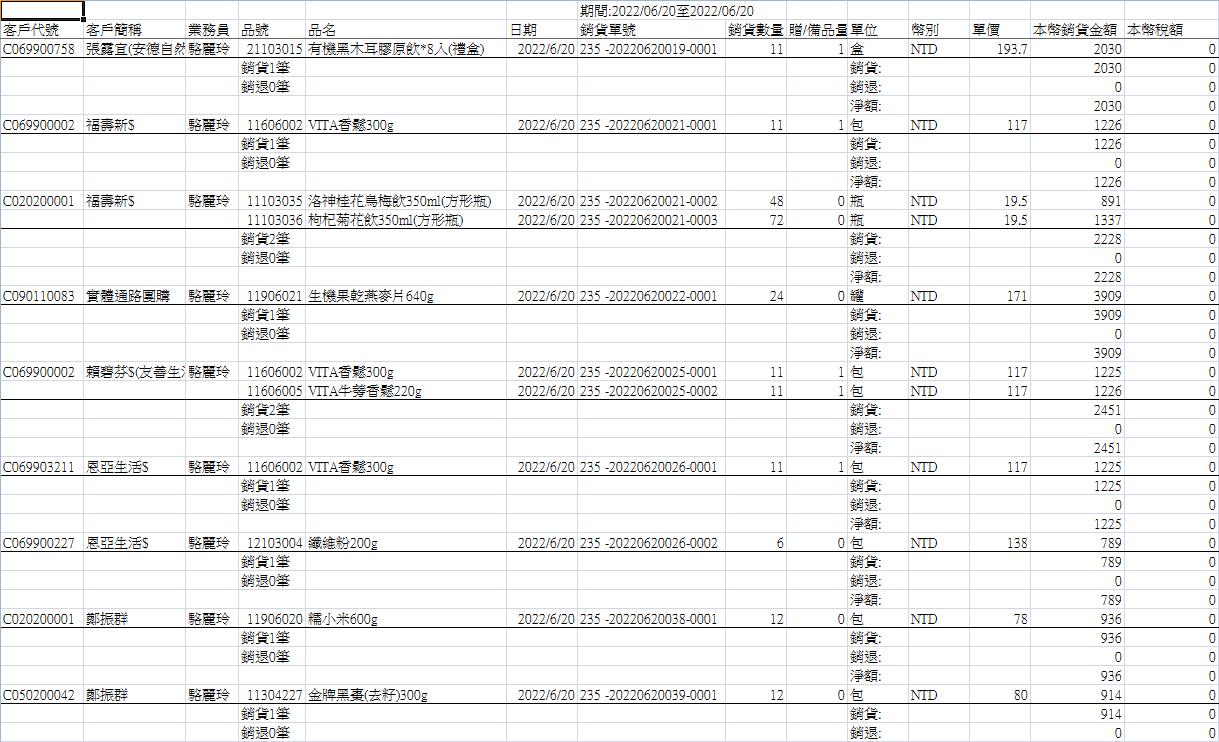 期間:2022/06/20至2022/06/20
客戶代號 客戶簡稱 業務員 品號 品名 日期 銷貨單號 銷貨數量 贈/備品量 單位 幣別 單價 本幣銷貨金額 本幣稅額
C069900758 張露宜(安德自然 駱麗玲 21103015 有機黑木耳膠原飲*8入(禮盒) 2022/6/20 235 -20220620019-0001 11 1 盒 NTD 193.7 2030 0
銷貨1筆 銷貨: 2030 0
銷退0筆 銷退: 0 0
淨額: 2030 0
C069900002 福壽新$ 駱麗玲 11606002 VITA香鬆300g 2022/6/20 235 -20220620021-0001 11 1 包 NTD 117 1226 0
銷貨1筆 銷貨: 1226 0
銷退0筆 銷退: 0 0
淨額: 1226 0
C020200001 福壽新$ 駱麗玲 11103035 洛神桂花烏梅飲350ml(方形瓶) 2022/6/20 235 -20220620021-0002 48 0 瓶 NTD 19.5 891 0
11103036 枸杞菊花飲350ml(方形瓶) 2022/6/20 235 -20220620021-0003 72 0 瓶 NTD 19.5 1337 0
銷貨2筆 銷貨: 2228 0
銷退0筆 銷退: 0 0
淨額: 2228 0
C090110083 實體通路團購 駱麗玲 11906021 生機果乾燕麥片640g 2022/6/20 235 -20220620022-0001 24 0 罐 NTD 171 3909 0
銷貨1筆 銷貨: 3909 0
銷退0筆 銷退: 0 0
淨額: 3909 0
C069900002 賴碧芬$(友善生活 駱麗玲 11606002 VITA香鬆300g 2022/6/20 235 -20220620025-0001 11 1 包 NTD 117 1225 0
11606005 VITA牛蒡香鬆220g 2022/6/20 235 -20220620025-0002 11 1 包 NTD 117 1226 0
銷貨2筆 銷貨: 2451 0
銷退0筆 銷退: 0 0
淨額: 2451 0
C069903211 恩亞生活$ 駱麗玲 11606002 VITA香鬆300g 2022/6/20 235 -20220620026-0001 11 1 包 NTD 117 1225 0
銷貨1筆 銷貨: 1225 0
銷退0筆 銷退: 0 0
淨額: 1225 0
C069900227 恩亞生活$ 駱麗玲 12103004 纖維粉200g 2022/6/20 235 -20220620026-0002 6 0 包 NTD 138 789 0
銷貨1筆 銷貨: 789 0
銷退0筆 銷退: 0 0
淨額: 789 0
C020200001 鄭振群 駱麗玲 11906020 糯小米600g 2022/6/20 235 -20220620038-0001 12 0 包 NTD 78 936 0
銷貨1筆 銷貨: 936 0
銷退0筆 銷退: 0 0
淨額: 936 0
C050200042 鄭振群 駱麗玲 11304227 金牌黑棗(去籽)300g 2022/6/20 235 -20220620039-0001 12 0 包 NTD 80 914 0
銷貨1筆 銷貨: 914 0
銷退0筆 銷退: 0 0